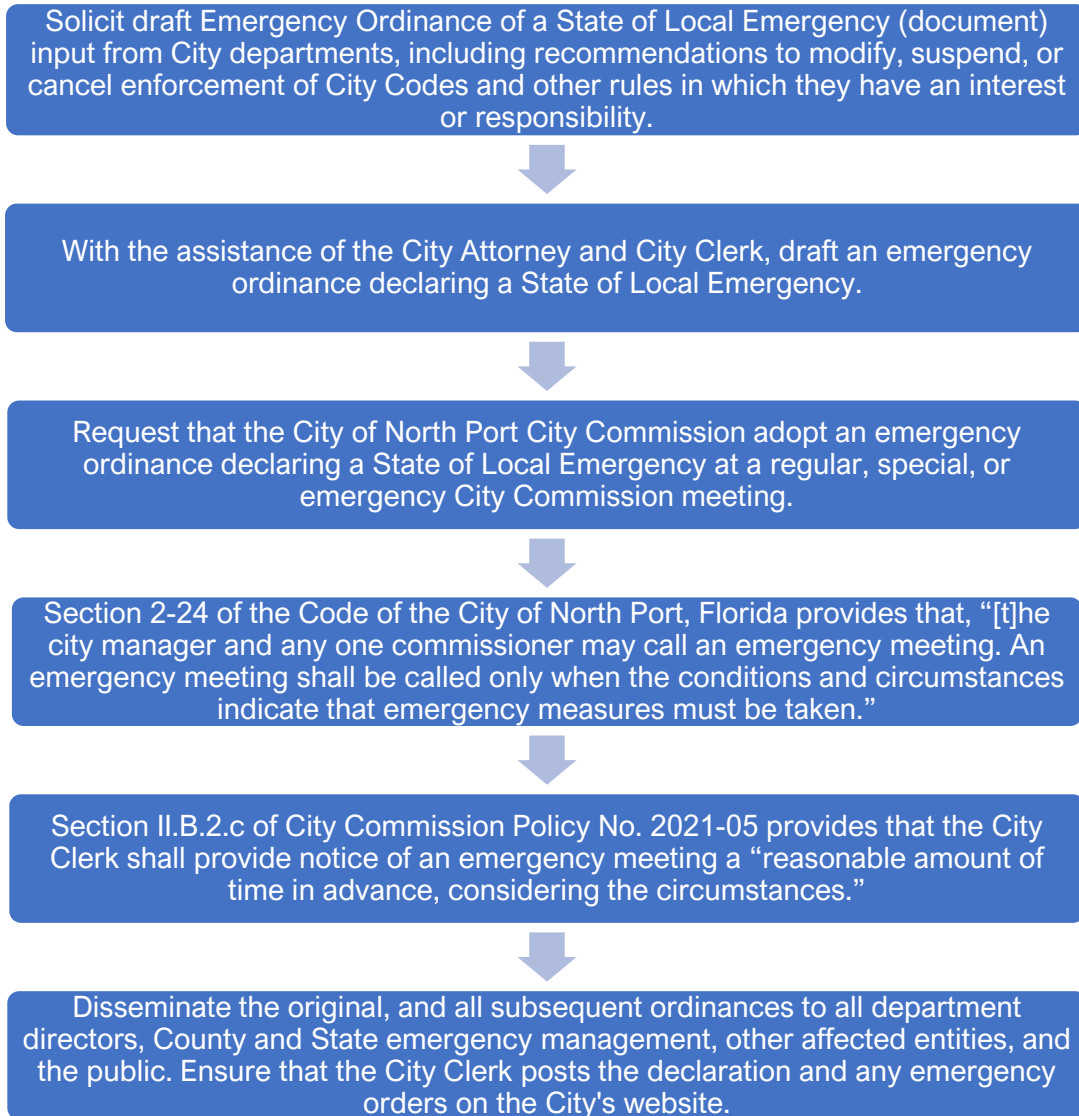 Solicit draft Emergency Ordinance of a State of Local Emergency (document)
input from City departments, including recommendations to modify, suspend, or
cancel enforcement of City Codes and other rules in which they have an interest
or responsibility.
With the assistance of the City Attorney and City Clerk, draft an emergency
ordinance declaring a State of Local Emergency.
Request that the City of North Port City Commission adopt an emergency
ordinance declaring a State of Local Emergency at a regular, special, or
emergency City Commission meeting.
Section 2-24 of the Code of the City of North Port, Florida provides that, “[t]he
city manager and any one commissioner may call an emergency meeting. An
emergency meeting shall be called only when the conditions and circumstances
indicate that emergency measures must be taken.”
Section II.B.2.c of City Commission Policy No. 2021-05 provides that the City
Clerk shall provide notice of an emergency meeting a “reasonable amount of
time in advance, considering the circumstances.”
Disseminate the original, and all subsequent ordinances to all department
directors, County and State emergency management, other affected entities, and
the public. Ensure that the City Clerk posts the declaration and any emergency
orders on the City's website.